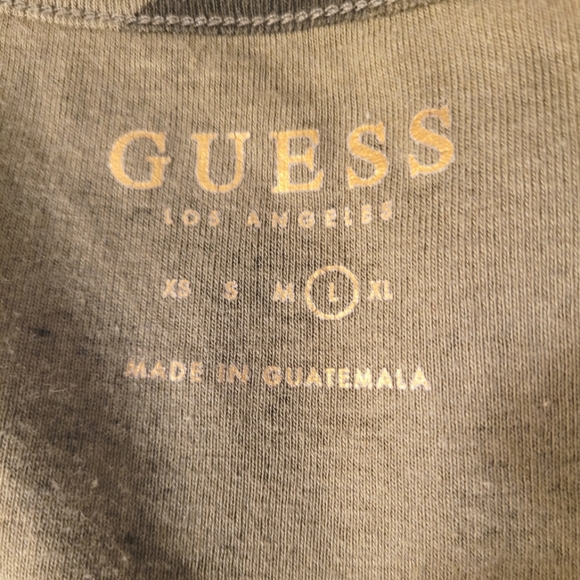 GUESS
LOS ANGELES
XS S M L XL
MADE IN GUATEMALA